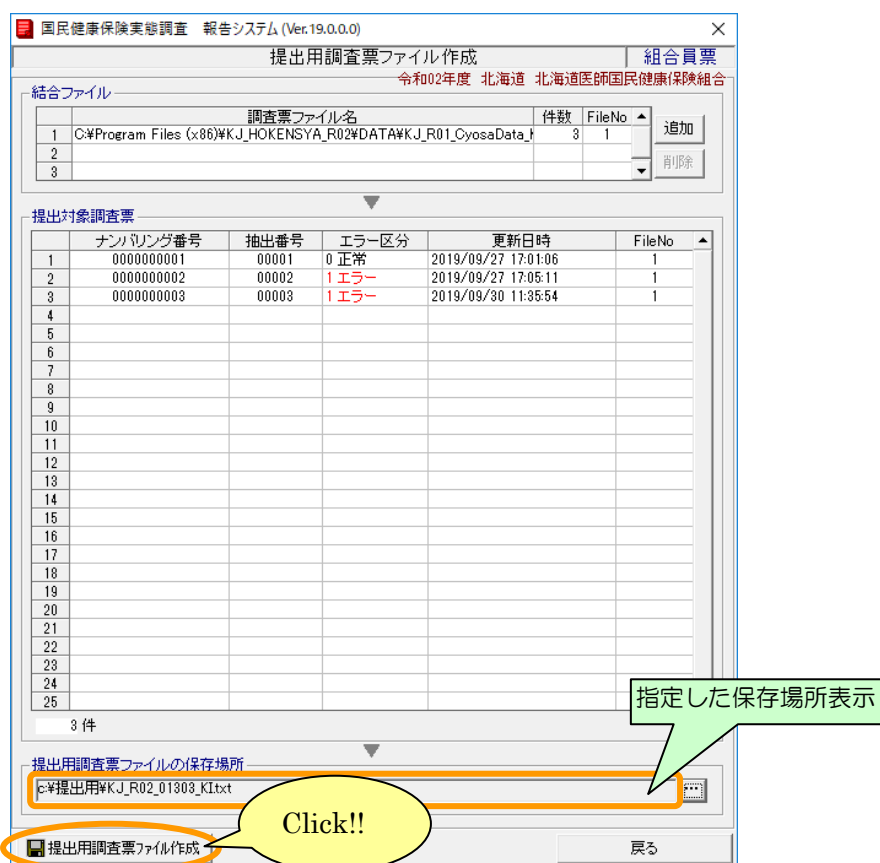 国民健康保険実態調査　報告システム (Ver.19.0.0.0)
提出用調査票ファイル作成 組合員票
令和02年度 北海道 北海道医師国民健康保険組合
結合ファイル
調査票ファイル名 件数 FileNo
1 C:¥Program Files (x86)¥KJ_HOKENSYA_R02¥DATA¥KJ_R01_CyosaData_ 3 1
追加
2
3
削除
▼
提出対象調査票
ナンバリング番号 抽出番号 エラー区分 更新日時 FileNo
1 0000000001 00001 0 正常 2019/09/27 17:01:06 1
2 0000000002 00002 1 エラー 2019/09/27 17:05:11 1
3 0000000003 00003 1 エラー 2019/09/30 11:35:54 1
4
5
6
7
8
9
10
11
12
13
14
15
16
17
18
19
20
21
22
23
24
25
3 件
指定した保存場所表示
▼
提出用調査票ファイルの保存場所
c:¥提出用¥KJ_R02_01303_KI.txt ...
Click!!
提出用調査票ファイル作成 戻る